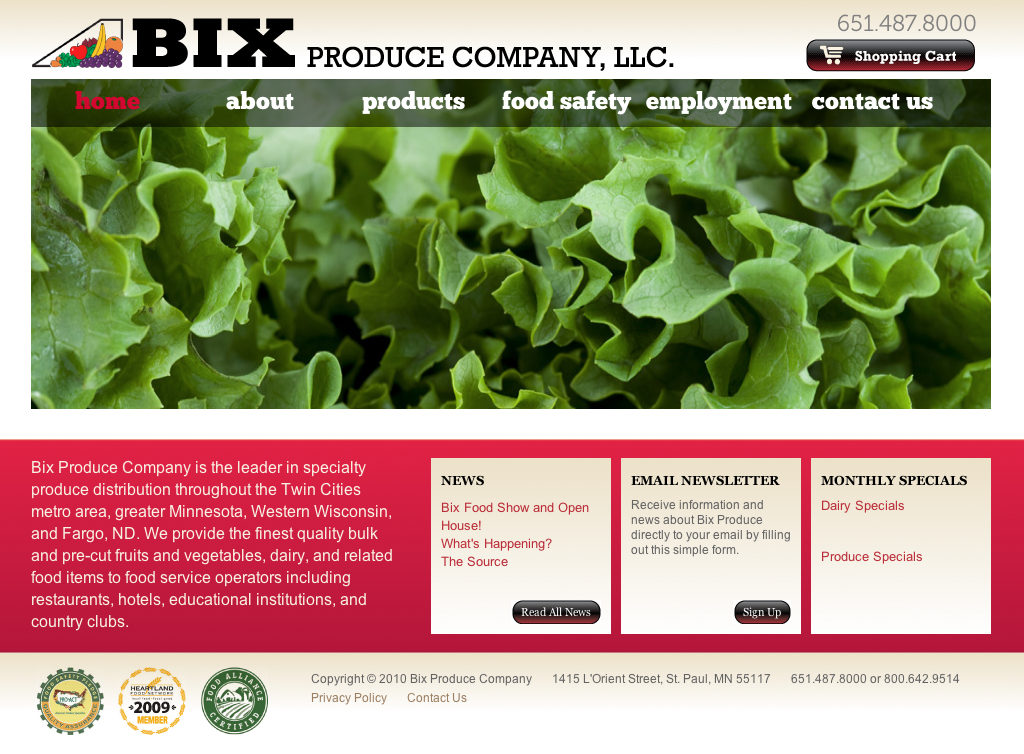 BIX PRODUCE COMPANY, LLC.
651.487.8000
Shopping Cart
home about products food safety employment contact us
Bix Produce Company is the leader in specialty
produce distribution throughout the Twin Cities
metro area, greater Minnesota, Western Wisconsin,
and Fargo, ND. We provide the finest quality bulk
and pre-cut fruits and vegetables, dairy, and related
food items to food service operators including
restaurants, hotels, educational institutions, and
country clubs.
NEWS
Bix Food Show and Open
House!
What's Happening?
The Source
Read All News
EMAIL NEWSLETTER
Receive information and
news about Bix Produce
directly to your email by filling
out this simple form.
Sign Up
MONTHLY SPECIALS
Dairy Specials
Produce Specials
PRO*ACT
QUALITY ASSURANCE
HEARTLAND
FOOD NETWORK
2009
MEMBER
FOOD ALLIANCE
CERTIFIED
Copyright © 2010 Bix Produce Company 1415 L'Orient Street, St. Paul, MN 55117 651.487.8000 or 800.642.9514
Privacy Policy Contact Us